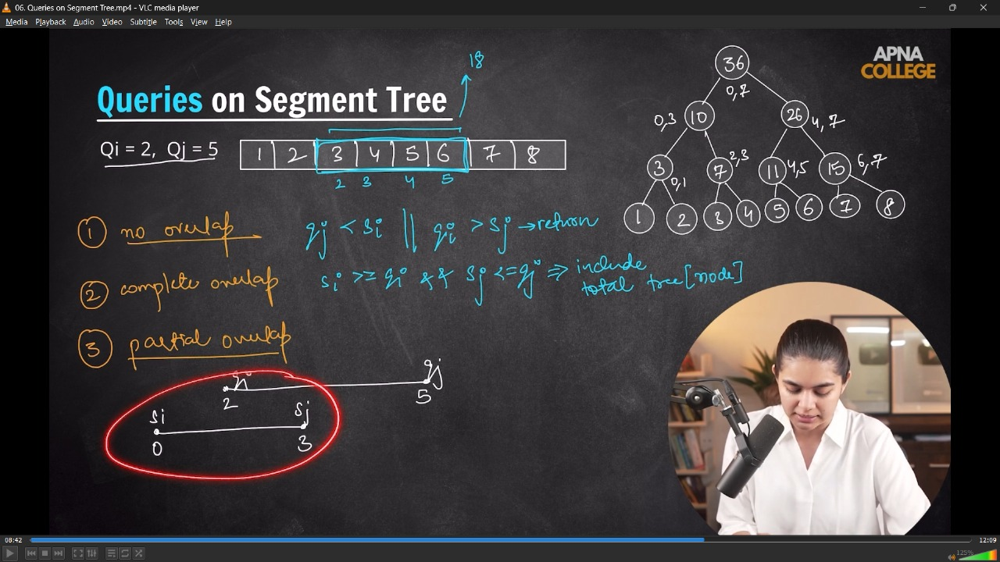 06. Queries on Segment Tree.mp4 - VLC media player
Media Playback Audio Video Subtitle Tools View Help
APNA
COLLEGE
18
Queries on Segment Tree
Qi = 2, Qj = 5
1 2 3 4 5 6 7 8
2 3 4 5
36
0,7
0,3 10
26 4,7
3 0,1
7 2,3
11 4,5
15 6,7
1 2 3 4 5 6 7 8
1 no overlap
qj < si || qi > sj → return
2 complete overlap
si >= qi && sj <= qj ⇒ include
total tree[node]
3 partial overlap
qi
qj
2
5
si
sj
0
3
08:42
12:09
125%